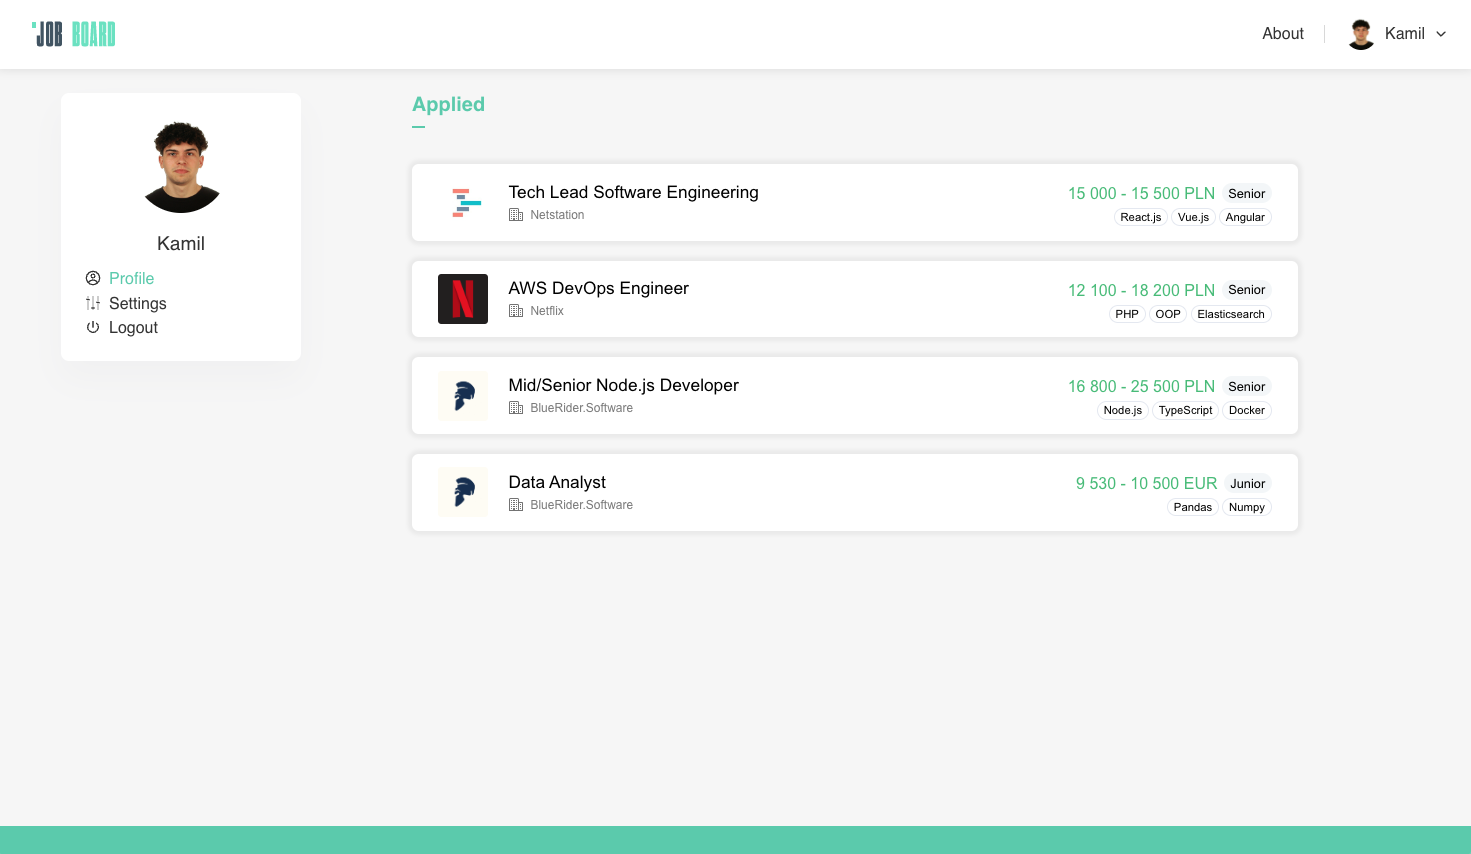 JOB BOARD
About
Kamil
Applied
Kamil
Profile
Settings
Logout
Tech Lead Software Engineering
Netstation
15 000 - 15 500 PLN Senior
React.js Vue.js Angular
AWS DevOps Engineer
Netflix
12 100 - 18 200 PLN Senior
PHP OOP Elasticsearch
Mid/Senior Node.js Developer
BlueRider.Software
16 800 - 25 500 PLN Senior
Node.js TypeScript Docker
Data Analyst
BlueRider.Software
9 530 - 10 500 EUR Junior
Pandas Numpy